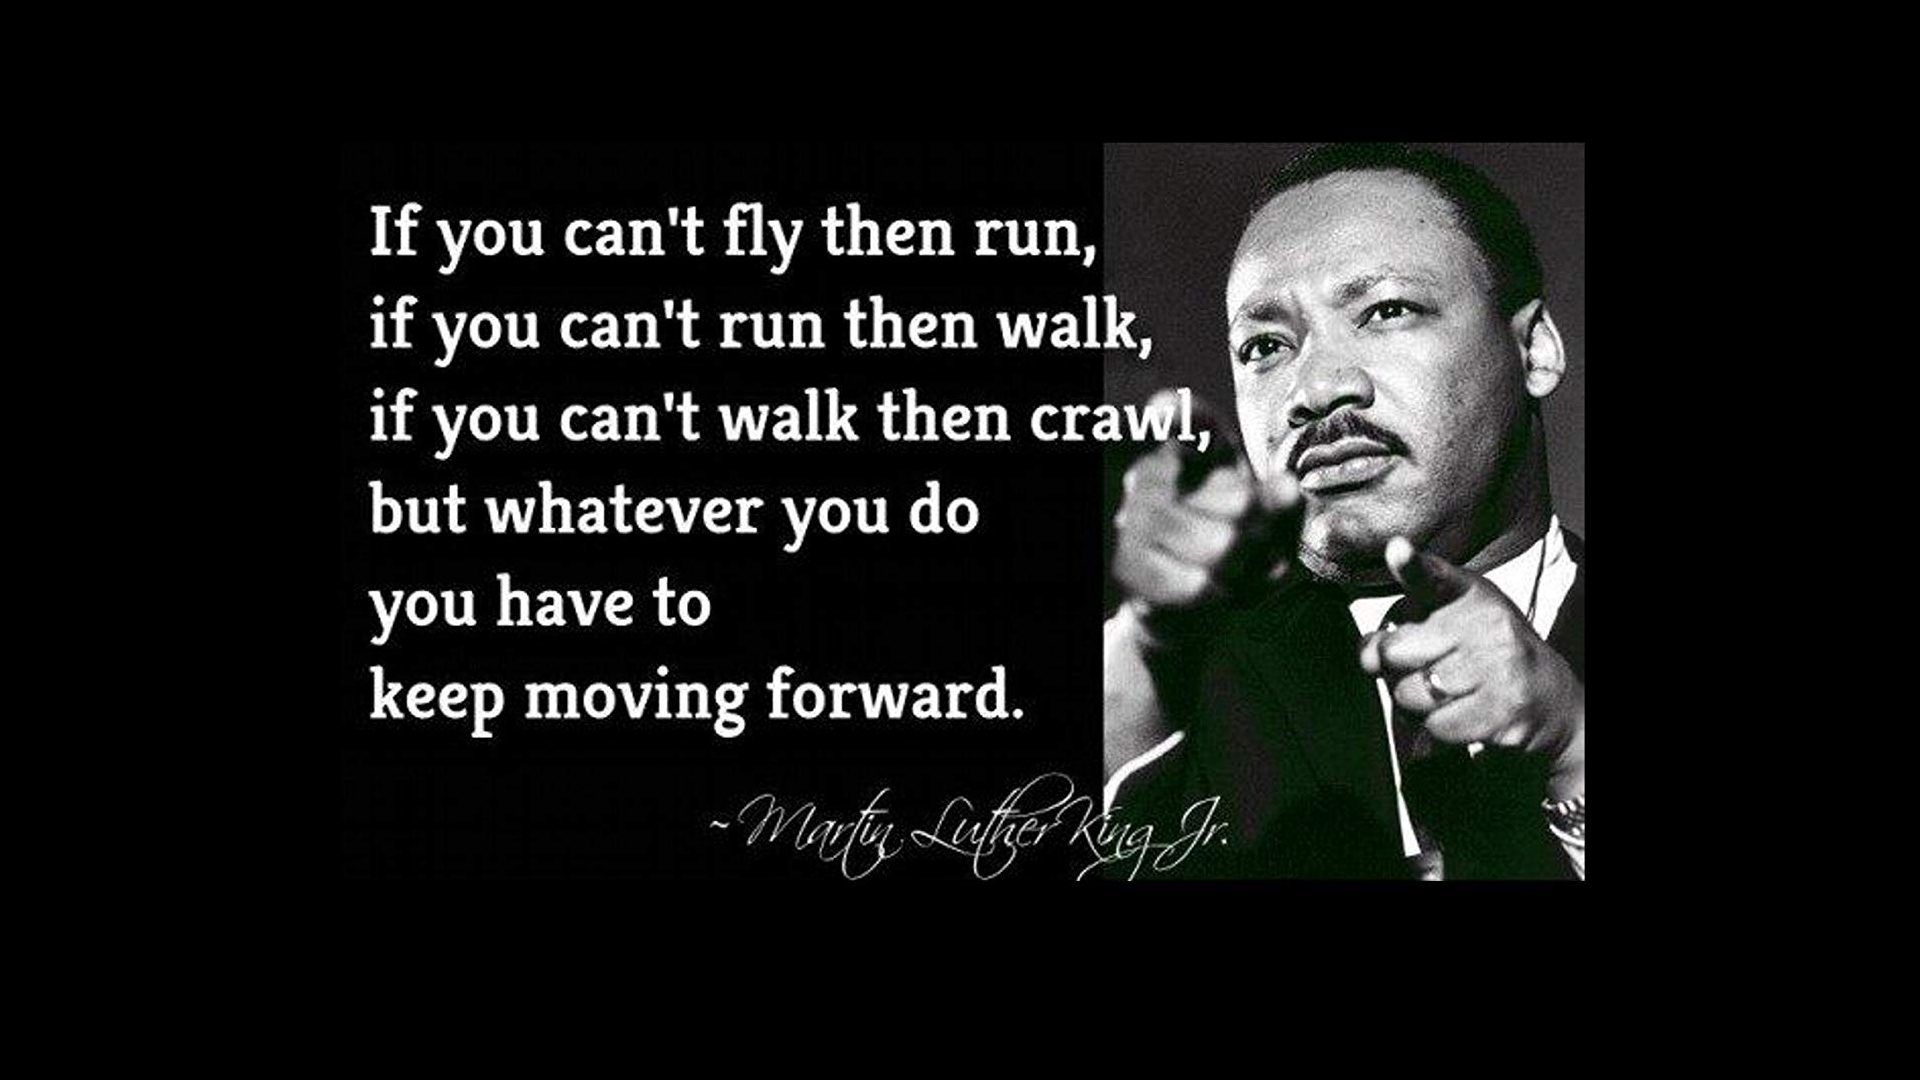 If you can't fly then run,
if you can't run then walk,
if you can't walk then crawl,
but whatever you do
you have to
keep moving forward.
~Martin Luther King Jr.